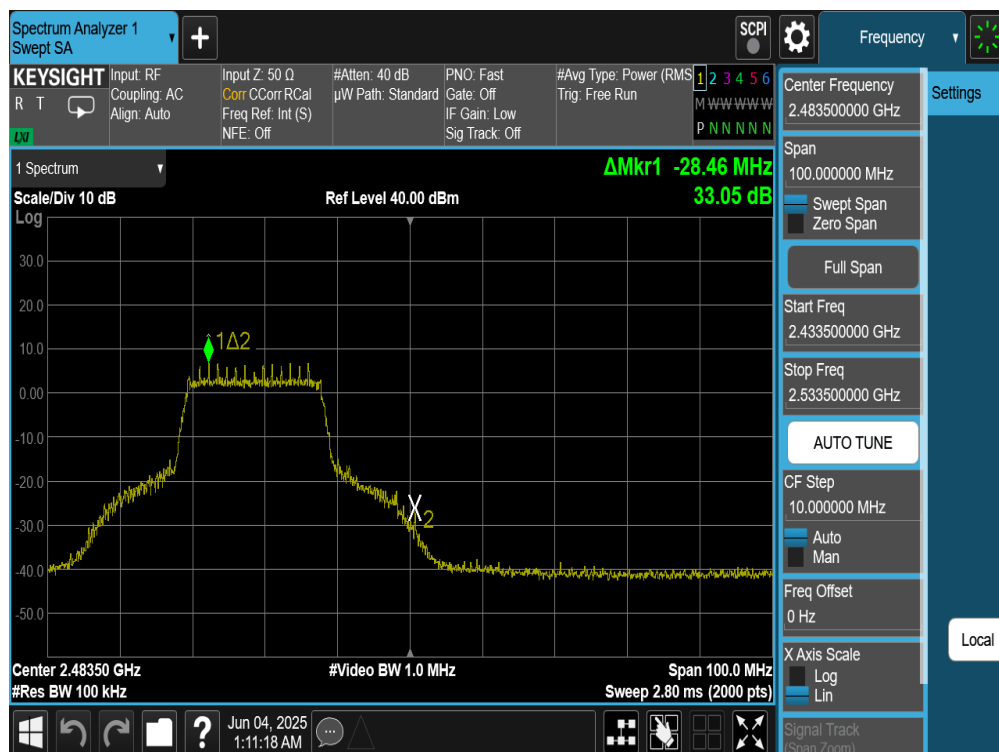 Spectrum Analyzer 1
Swept SA
+
SCPI
Frequency
KEYSIGHT
R T
LXI
Input: RF
Coupling: AC
Align: Auto
Input Z: 50 Ω
Corr CCorr RCal
Freq Ref: Int (S)
NFE: Off
#Atten: 40 dB
µW Path: Standard
PNO: Fast
Gate: Off
IF Gain: Low
Sig Track: Off
#Avg Type: Power (RMS
Trig: Free Run
1 2 3 4 5 6
M W W W W W
P N N N N N
1 Spectrum
ΔMkr1 -28.46 MHz
33.05 dB
Scale/Div 10 dB
Ref Level 40.00 dBm
Log
30.0
20.0
10.0
0.00
-10.0
-20.0
-30.0
-40.0
-50.0
1Δ2
X2
Center 2.48350 GHz
#Video BW 1.0 MHz
Span 100.0 MHz
#Res BW 100 kHz
Sweep 2.80 ms (2000 pts)
Center Frequency
2.483500000 GHz
Settings
Span
100.000000 MHz
Swept Span
Zero Span
Full Span
Start Freq
2.433500000 GHz
Stop Freq
2.533500000 GHz
AUTO TUNE
CF Step
10.000000 MHz
Auto
Man
Freq Offset
0 Hz
Local
X Axis Scale
Log
Lin
Signal Track
(Span Zoom)
?
Jun 04, 2025
1:11:18 AM